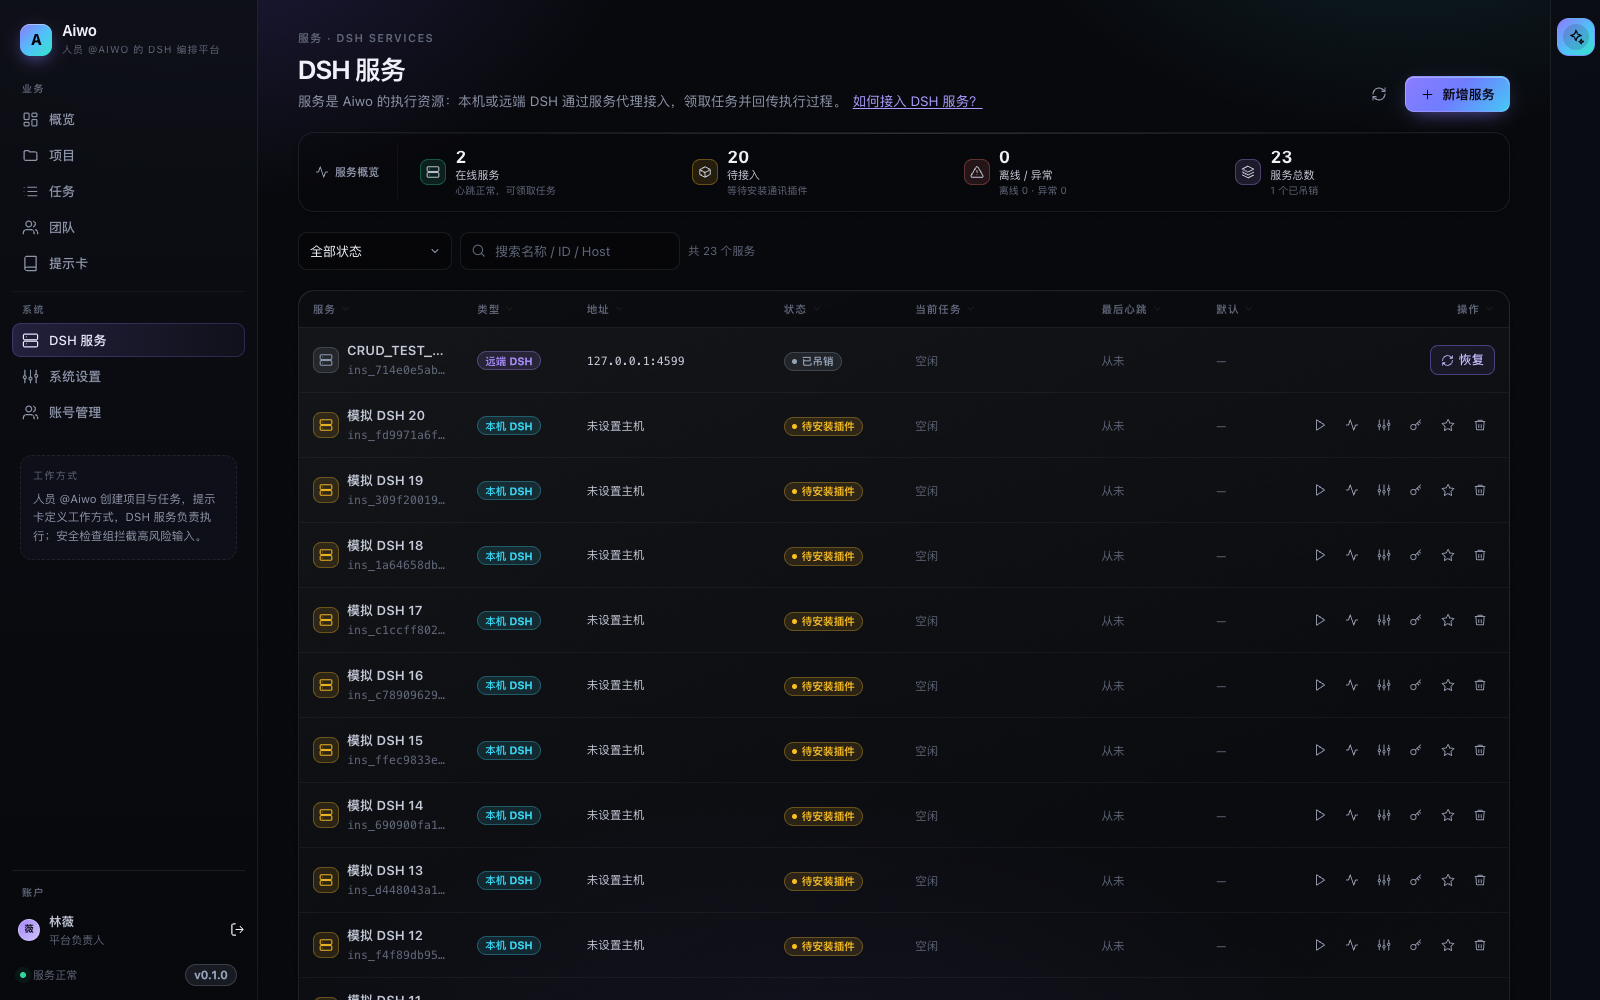 A
Aiwo
人员 @AIWO 的 DSH 编排平台
业务
概览
项目
任务
团队
提示卡
系统
DSH 服务
系统设置
账号管理
工作方式
人员 @Aiwo 创建项目与任务，提示
卡定义工作方式，DSH 服务负责执
行；安全检查组拦截高风险输入。
账户
薇
林薇
平台负责人
服务正常
v0.1.0
服务 · DSH SERVICES
DSH 服务
服务是 Aiwo 的执行资源：本机或远端 DSH 通过服务代理接入，领取任务并回传执行过程。 如何接入 DSH 服务？
新增服务
服务概览
2
在线服务
心跳正常，可领取任务
20
待接入
等待安装通讯插件
0
离线 / 异常
离线 0 · 异常 0
23
服务总数
1 个已吊销
全部状态
搜索名称 / ID / Host
共 23 个服务
服务 类型 地址 状态 当前任务 最后心跳 默认 操作
CRUD_TEST_...
ins_714e0e5ab…
远端 DSH 127.0.0.1:4599 已吊销 空闲 从未 — 恢复
模拟 DSH 20
ins_fd9971a6f…
本机 DSH 未设置主机 待安装插件 空闲 从未 —
模拟 DSH 19
ins_309f20019…
本机 DSH 未设置主机 待安装插件 空闲 从未 —
模拟 DSH 18
ins_1a64658db…
本机 DSH 未设置主机 待安装插件 空闲 从未 —
模拟 DSH 17
ins_c1ccff802…
本机 DSH 未设置主机 待安装插件 空闲 从未 —
模拟 DSH 16
ins_c78909629…
本机 DSH 未设置主机 待安装插件 空闲 从未 —
模拟 DSH 15
ins_ffec9833e…
本机 DSH 未设置主机 待安装插件 空闲 从未 —
模拟 DSH 14
ins_690900fa1…
本机 DSH 未设置主机 待安装插件 空闲 从未 —
模拟 DSH 13
ins_d448043a1…
本机 DSH 未设置主机 待安装插件 空闲 从未 —
模拟 DSH 12
ins_f4f89db95…
本机 DSH 未设置主机 待安装插件 空闲 从未 —
模拟 DSH 11